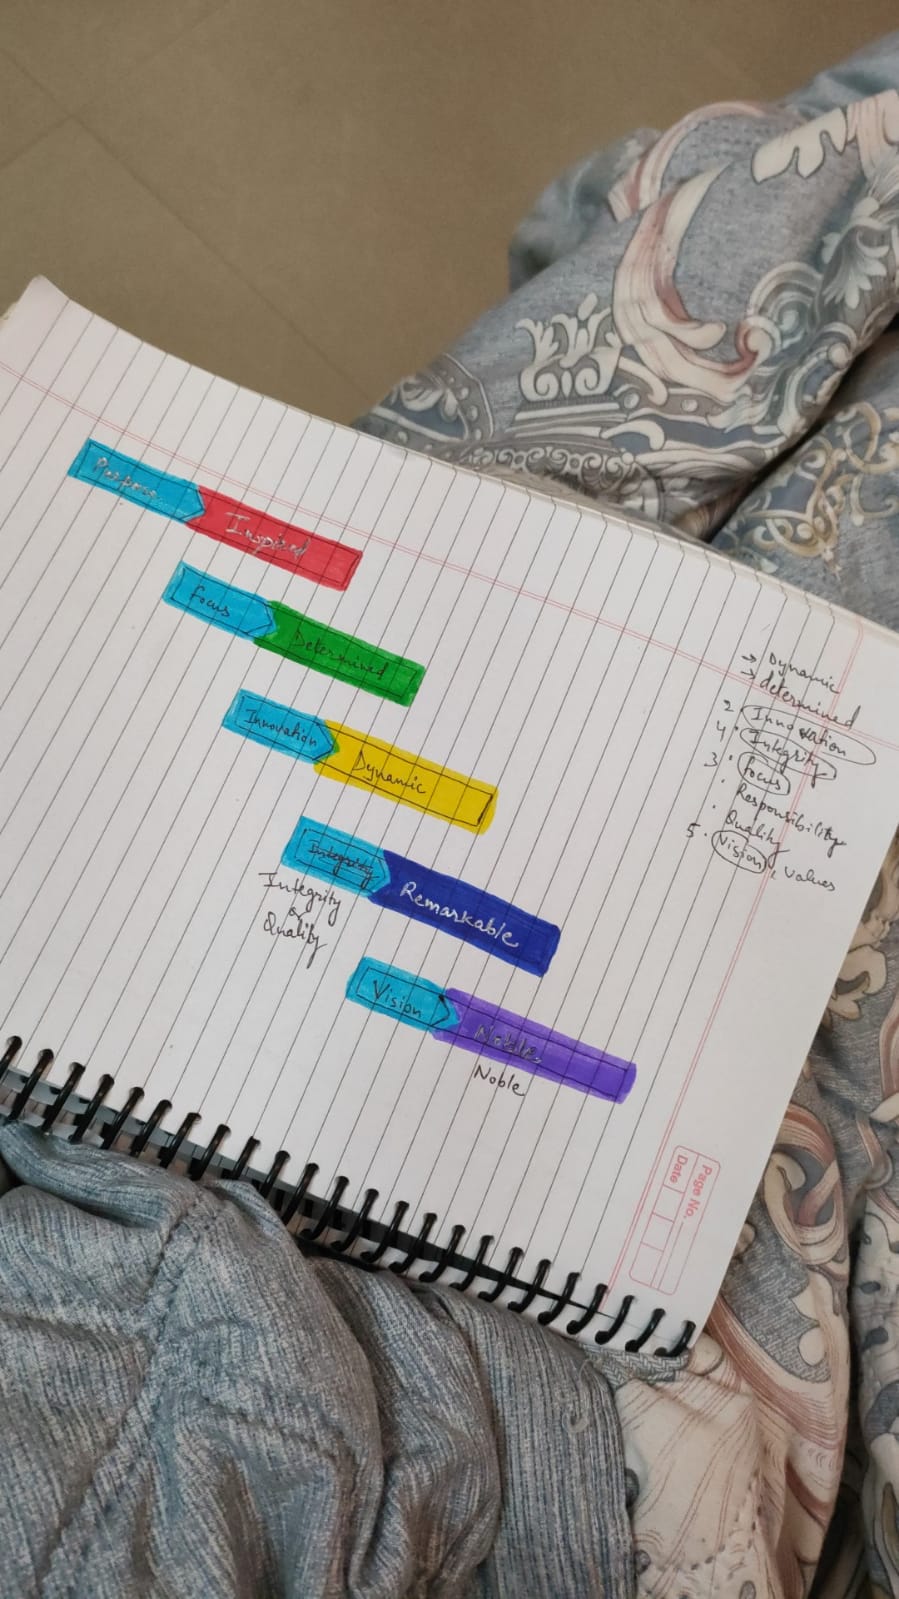 Purpose
Inspired
Focus
Determined
Innovation
Dynamic
Integrity
Integrity
or
Quality
Remarkable
Vision
Noble
Noble
→ Dynamic
→ determined
2 Innovation
4. Integrity
3. focus
. Responsibility
. Quality
5. Vision, values
Page No.
Date